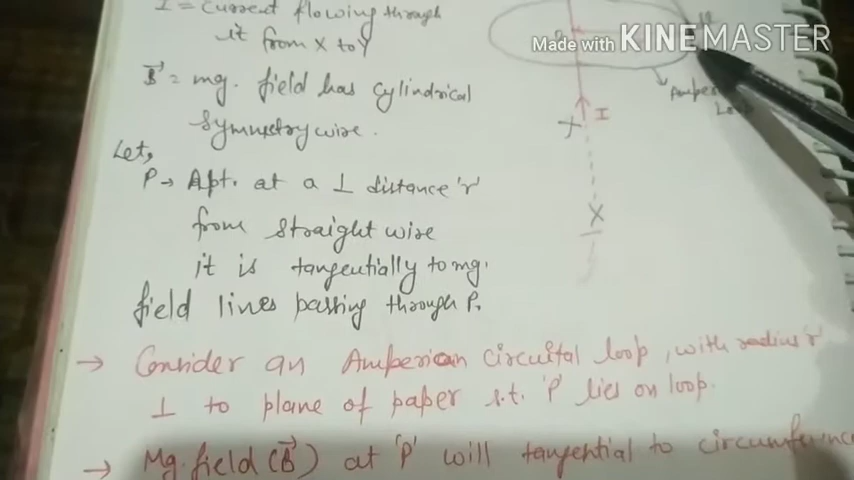 I = Current flowing through
it from X to Y
B⃗ = mg. field has cylindrical
symmetry wire.
Let,
P → A pt. at a ⊥ distance 'r'
from straight wire
it is tangentially to mg.
field lines passing through P.
→ Consider an Amperian circuital loop, with radius 'r'
⊥ to plane of paper s.t. 'P' lies on loop.
→ Mg. field (B⃗) at 'P' will tangential to circumference
Made with KINEMASTER
I
X